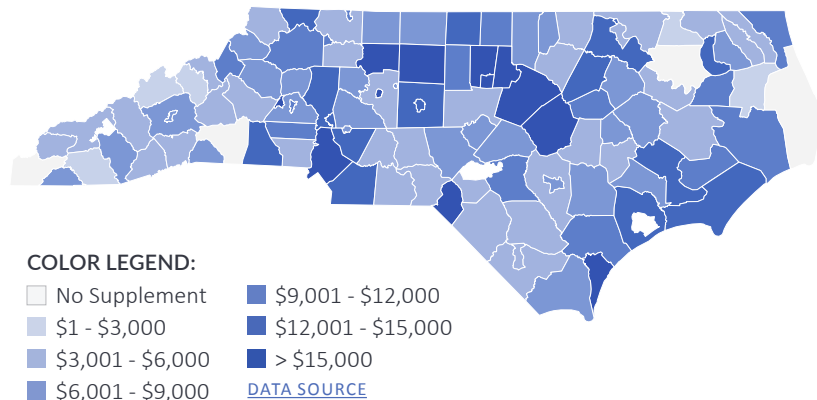 COLOR LEGEND:
No Supplement
$1 - $3,000
$3,001 - $6,000
$6,001 - $9,000
$9,001 - $12,000
$12,001 - $15,000
> $15,000
DATA SOURCE